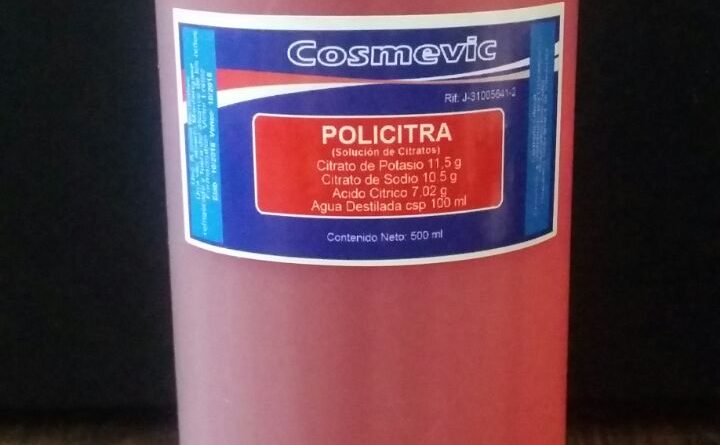 Cosmevic
Rif: J-31005641-2
POLICITRA
(Solución de Citratos)
Citrato de Potasio 11,5 g
Citrato de Sodio 10.5 g
Acido Citrico 7,02 g
Agua Destilada csp 100 ml
Contenido Neto: 500 ml